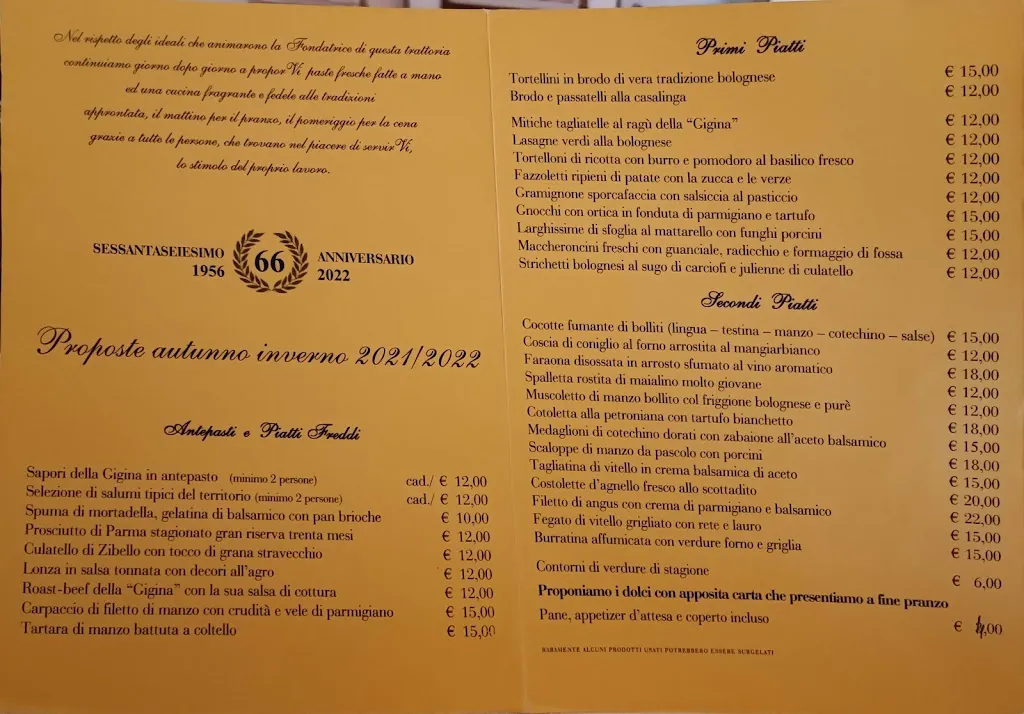 Nel rispetto degli ideali che animarono la Fondatrice di questa trattoria
continuiamo giorno dopo giorno a propor Vi paste fresche fatte a mano
ed una cucina fragrante e fedele alle tradizioni
approntata, il mattino per il pranzo, il pomeriggio per la cena
grazie a tutte le persone, che trovano nel piacere di servir Vi,
lo stimolo del proprio lavoro.
SESSANTASEIESIMO 66 ANNIVERSARIO
1956 2022
Proposte autunno inverno 2021/2022
Antepasti e Piatti Freddi
Sapori della Gigina in antepasto (minimo 2 persone) cad./ € 12,00
Selezione di salumi tipici del territorio (minimo 2 persone) cad./ € 12,00
Spuma di mortadella, gelatina di balsamico con pan brioche € 10,00
Prosciutto di Parma stagionato gran riserva trenta mesi € 12,00
Culatello di Zibello con tocco di grana stravecchio € 12,00
Lonza in salsa tonnata con decori all'agro € 12,00
Roast-beef della "Gigina" con la sua salsa di cottura € 12,00
Carpaccio di filetto di manzo con crudità e vele di parmigiano € 15,00
Tartara di manzo battuta a coltello € 15,00
Primi Piatti
Tortellini in brodo di vera tradizione bolognese € 15,00
Brodo e passatelli alla casalinga € 12,00
Mitiche tagliatelle al ragù della "Gigina" € 12,00
Lasagne verdi alla bolognese € 12,00
Tortelloni di ricotta con burro e pomodoro al basilico fresco € 12,00
Fazzoletti ripieni di patate con la zucca e le verze € 12,00
Gramignone sporcafaccia con salsiccia al pasticcio € 12,00
Gnocchi con ortica in fonduta di parmigiano e tartufo € 15,00
Larghissime di sfoglia al mattarello con funghi porcini € 15,00
Maccheroncini freschi con guanciale, radicchio e formaggio di fossa € 12,00
Strichetti bolognesi al sugo di carciofi e julienne di culatello € 12,00
Secondi Piatti
Cocotte fumante di bolliti (lingua – testina – manzo – cotechino – salse) € 15,00
Coscia di coniglio al forno arrostita al mangiarbianco € 12,00
Faraona disossata in arrosto sfumato al vino aromatico € 18,00
Spalletta rostita di maialino molto giovane € 12,00
Muscoletto di manzo bollito col friggione bolognese e purè € 12,00
Cotoletta alla petroniana con tartufo bianchetto € 18,00
Medaglioni di cotechino dorati con zabaione all'aceto balsamico € 15,00
Scaloppe di manzo da pascolo con porcini € 18,00
Tagliatina di vitello in crema balsamica di aceto € 15,00
Costolette d'agnello fresco allo scottadito € 20,00
Filetto di angus con crema di parmigiano e balsamico € 22,00
Fegato di vitello grigliato con rete e lauro € 15,00
Burratina affumicata con verdure forno e griglia € 15,00
Contorni di verdure di stagione € 6,00
Proponiamo i dolci con apposita carta che presentiamo a fine pranzo
Pane, appetizer d'attesa e coperto incluso € 4,00
RARAMENTE ALCUNI PRODOTTI USATI POTREBBERO ESSERE SURGELATI